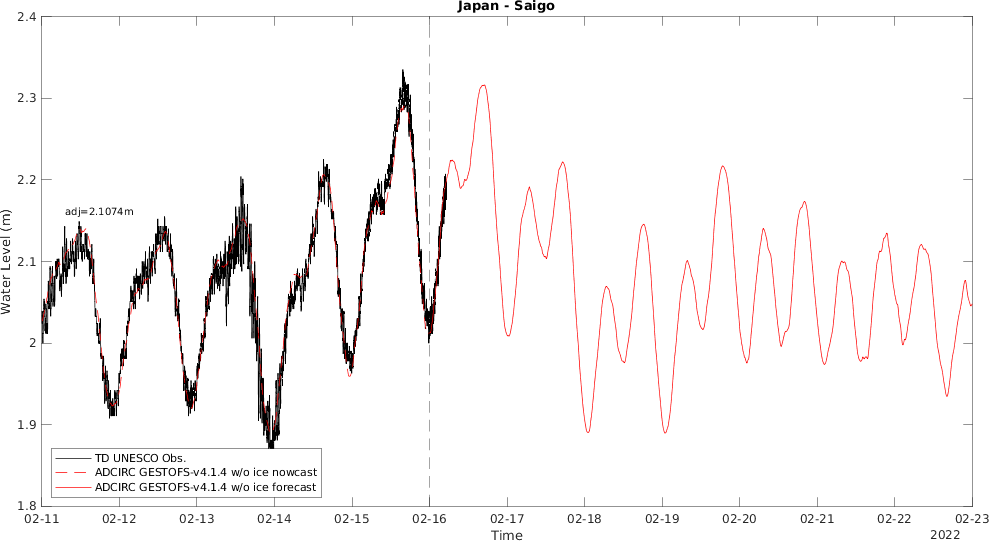 Japan - Saigo
2.4
2.3
2.2
2.1
2
1.9
1.8
Water Level (m)
adj=2.1074m
TD UNESCO Obs.
ADCIRC GESTOFS-v4.1.4 w/o ice nowcast
ADCIRC GESTOFS-v4.1.4 w/o ice forecast
02-11 02-12 02-13 02-14 02-15 02-16 02-17 02-18 02-19 02-20 02-21 02-22 02-23
Time
2022